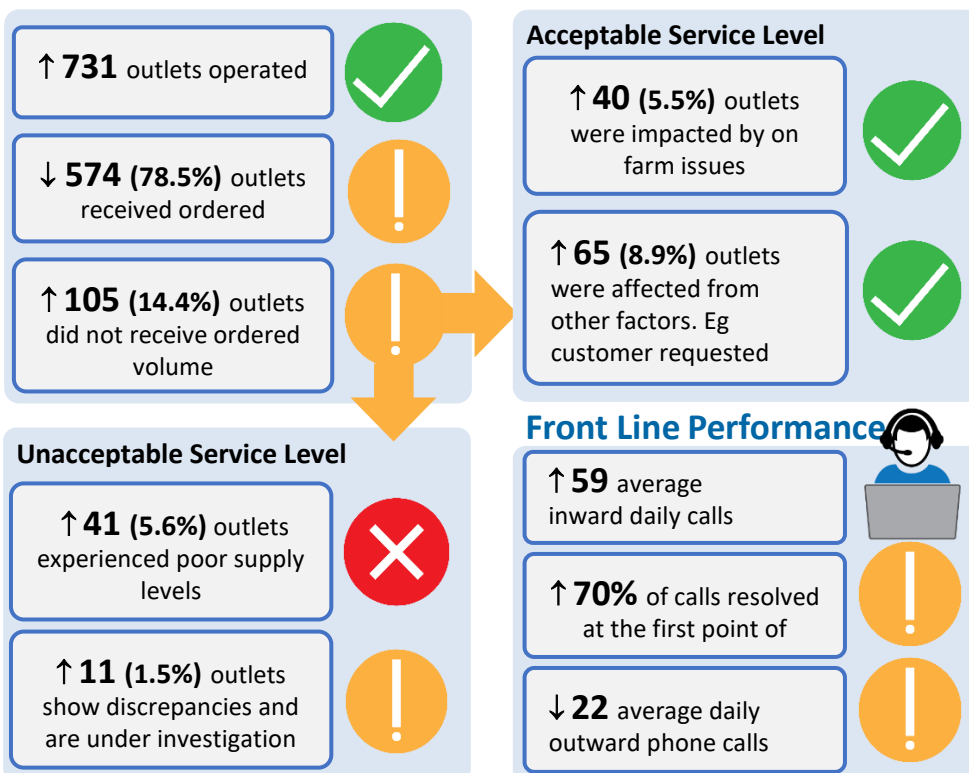 ↑ 731 outlets operated
↓ 574 (78.5%) outlets
received ordered
↑ 105 (14.4%) outlets
did not receive ordered
volume
Acceptable Service Level
↑ 40 (5.5%) outlets
were impacted by on
farm issues
↑ 65 (8.9%) outlets
were affected from
other factors. Eg
customer requested
Unacceptable Service Level
↑ 41 (5.6%) outlets
experienced poor supply
levels
↑ 11 (1.5%) outlets
show discrepancies and
are under investigation
Front Line Performance
↑ 59 average
inward daily calls
↑ 70% of calls resolved
at the first point of
↓ 22 average daily
outward phone calls